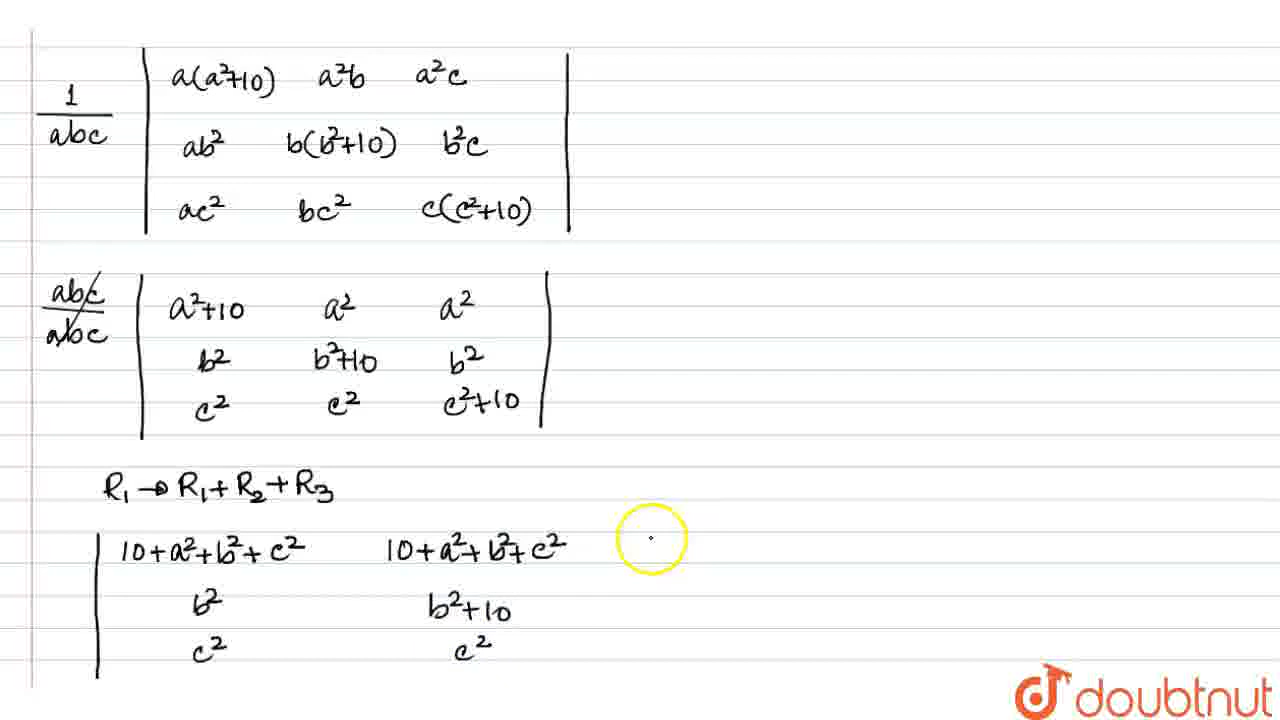 1/abc | a(a²+10) a²b a²c |
| ab² b(b²+10) b²c |
| ac² bc² c(c²+10) |
abc/abc | a²+10 a² a² |
| b² b²+10 b² |
| c² c² c²+10 |
R₁ → R₁ + R₂ + R₃
| 10+a²+b²+c² 10+a²+b²+c²
| b² b²+10
| c² c²
doubtnut